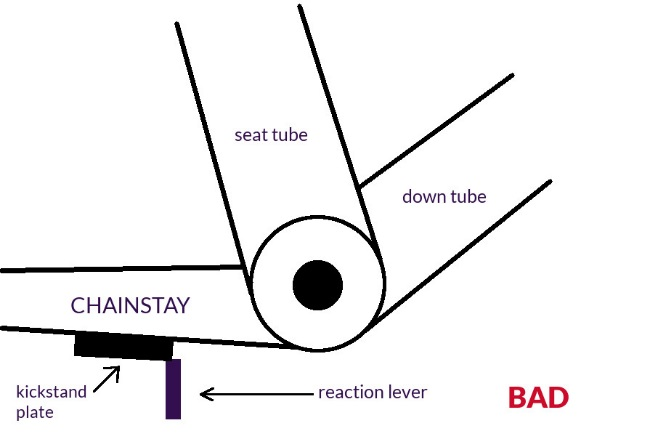 seat tube
down tube
CHAINSTAY
kickstand
plate
reaction lever
BAD